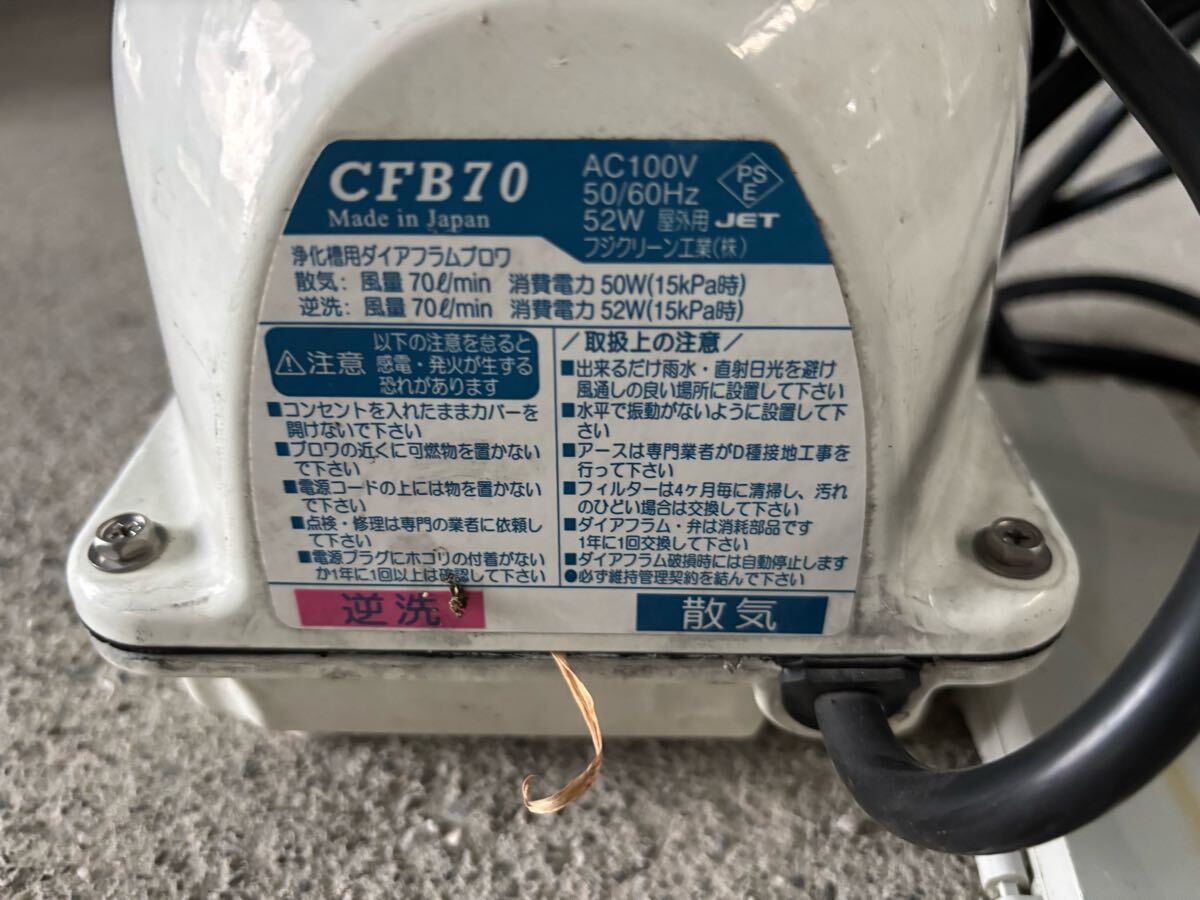 CFB70
Made in Japan
AC100V
50/60Hz
52W 屋外用
PS
E
JET
フジクリーン工業(株)
浄化槽用ダイアフラムブロワ
散気: 風量 70ℓ/min 消費電力 50W(15kPa時)
逆洗: 風量 70ℓ/min 消費電力 52W(15kPa時)
注意
以下の注意を怠ると
感電・発火が生ずる
恐れがあります
■コンセントを入れたままカバーを
開けないで下さい
■ブロワの近くに可燃物を置かない
で下さい
■電源コードの上には物を置かない
で下さい
■点検・修理は専門の業者に依頼し
て下さい
■電源プラグにホコリの付着がない
か1年に1回以上は確認して下さい
/取扱上の注意/
■出来るだけ雨水・直射日光を避け
風通しの良い場所に設置して下さい
■水平で振動がないように設置して下
さい
■アースは専門業者がD種接地工事を
行って下さい
■フィルターは4ヶ月毎に清掃し、汚れ
のひどい場合は交換して下さい
■ダイアフラム・弁は消耗部品です
1年に1回交換して下さい
■ダイアフラム破損時には自動停止します
●必ず維持管理契約を結んで下さい
逆洗
散気